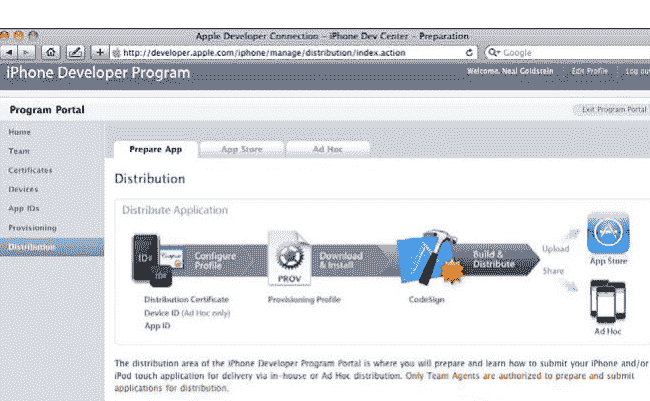 Apple Developer Connection – iPhone Dev Center – Preparation
http://developer.apple.com/iphone/manage/distribution/index.action
Google
iPhone Developer Program
Welcome, Neal Goldstein
Edit Profile
Log ou
Program Portal
Exit Program Portal
Home
Team
Certificates
Devices
App IDs
Provisioning
Distribution
Prepare App
App Store
Ad Hoc
Distribution
Distribute Application
ID#
ID#
Configure
Profile
PROV
Download
& Install
Build &
Distribute
Upload
Share
App Store
Ad Hoc
Distribution Certificate
Device ID (Ad Hoc only)
App ID
Provisioning Profile
CodeSign
The distribution area of the iPhone Developer Program Portal is where you will prepare and learn how to submit your iPhone and/or
iPod touch application for delivery via in-house or Ad Hoc distribution. Only Team Agents are authorized to prepare and submit
applications for distribution.